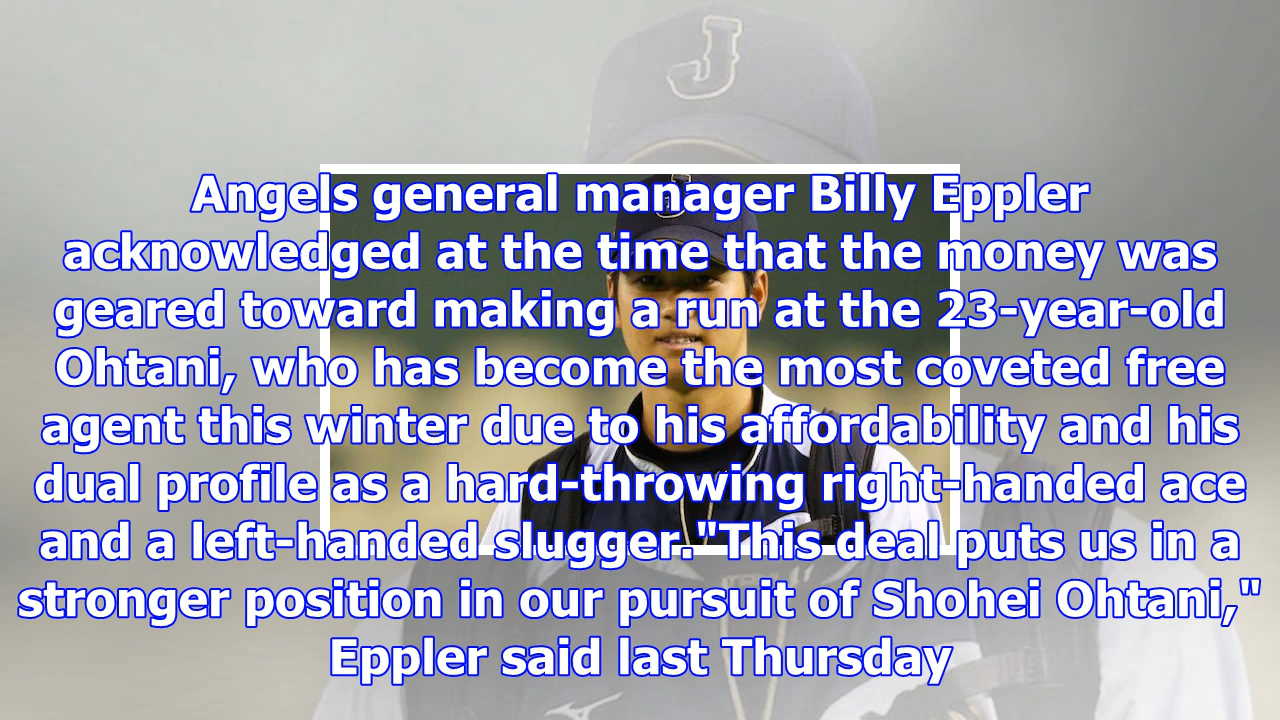 J
J
Angels general manager Billy Eppler
acknowledged at the time that the money was
geared toward making a run at the 23-year-old
Ohtani, who has become the most coveted free
agent this winter due to his affordability and his
dual profile as a hard-throwing right-handed ace
and a left-handed slugger."This deal puts us in a
stronger position in our pursuit of Shohei Ohtani,"
Eppler said last Thursday